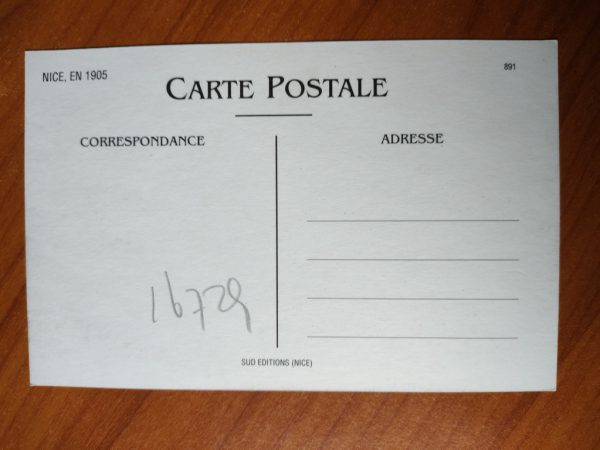 NICE, EN 1905
891
CARTE POSTALE
CORRESPONDANCE
ADRESSE
16729
SUD EDITIONS (NICE)